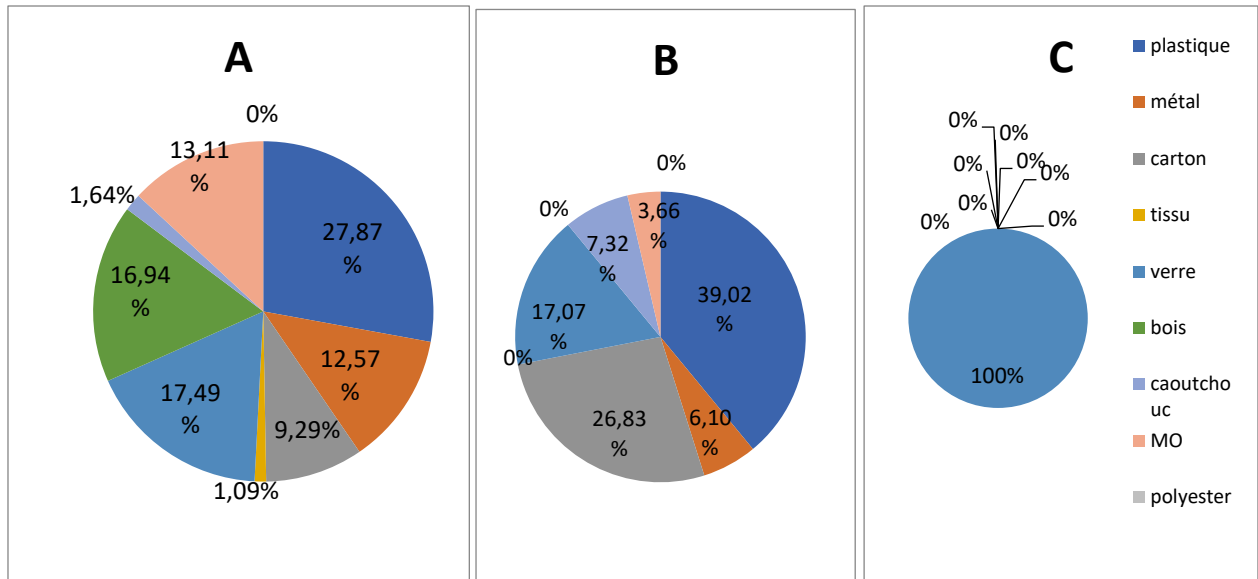 A
0%
13,11
%
1,64%
27,87
%
16,94
%
12,57
%
17,49
%
9,29%
1,09%
B
0%
0%
3,66
%
7,32
%
39,02
%
17,07
%
0%
26,83
%
6,10
%
C
0%
0%
0%
0%
0%
0%
0%
0%
100%
plastique
métal
carton
tissu
verre
bois
caoutcho
uc
MO
polyester